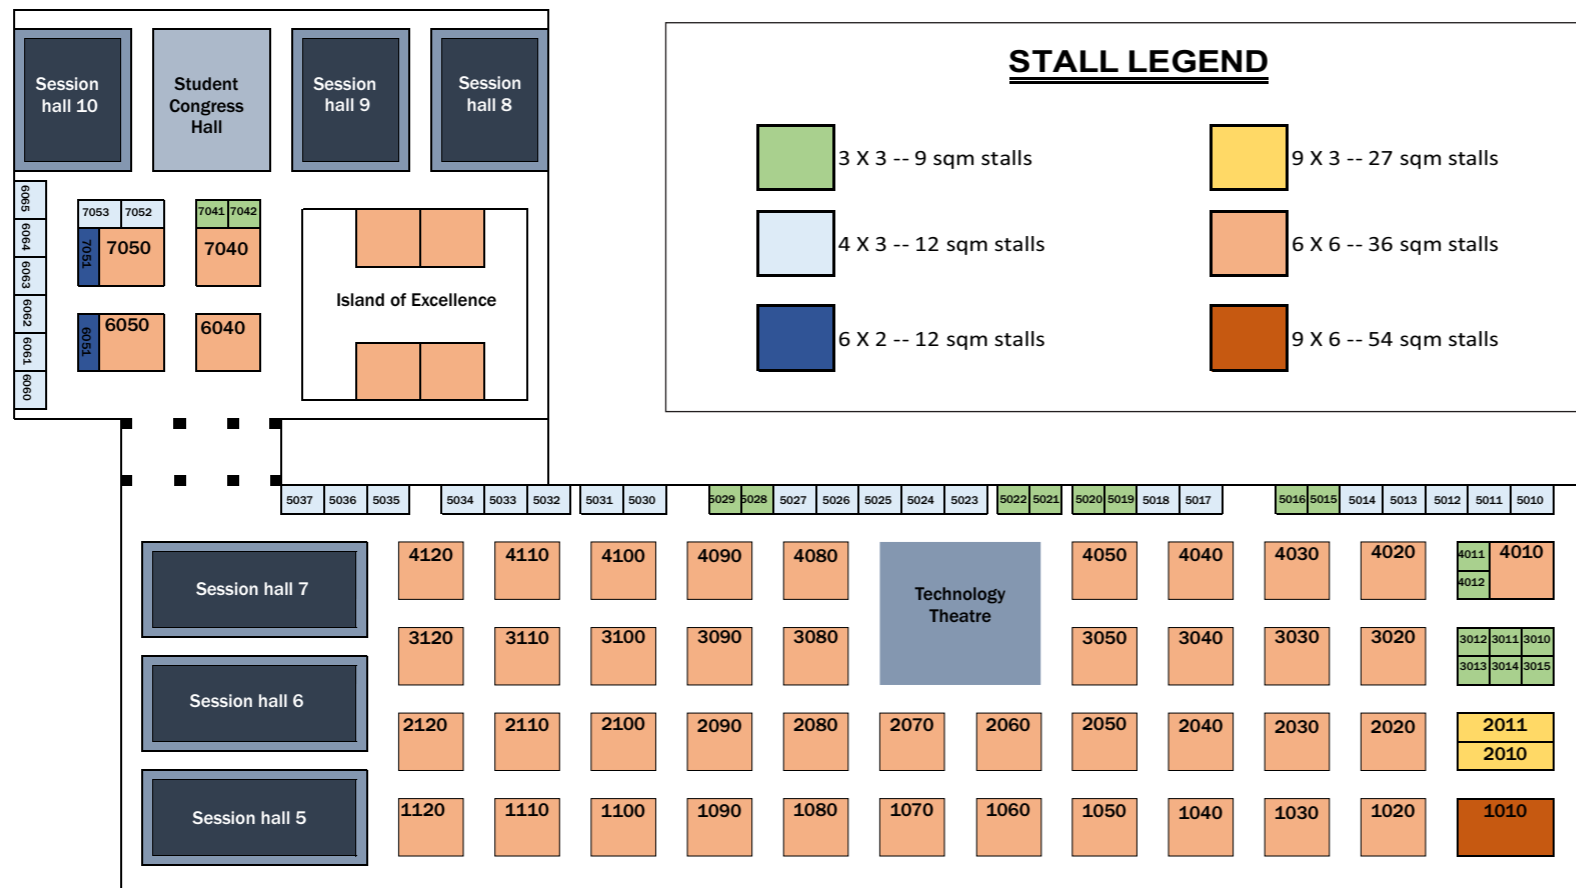 STALL LEGEND
3 X 3 -- 9 sqm stalls
9 X 3 -- 27 sqm stalls
4 X 3 -- 12 sqm stalls
6 X 6 -- 36 sqm stalls
6 X 2 -- 12 sqm stalls
9 X 6 -- 54 sqm stalls
Session
hall 10
Student
Congress
Hall
Session
hall 9
Session
hall 8
6065
6064
6063
6062
6061
6060
7053 7052
7051
7050
7041 7042
7040
6051
6050
6040
Island of Excellence
5037 5036 5035 5034 5033 5032 5031 5030 5029 5028 5027 5026 5025 5024 5023 5022 5021 5020 5019 5018 5017 5016 5015 5014 5013 5012 5011 5010
Session hall 7
4120 4110 4100 4090 4080
Technology
Theatre
4050 4040 4030 4020
4011
4012
4010
3120 3110 3100 3090 3080
3050 3040 3030 3020
3012 3011 3010
3013 3014 3015
Session hall 6
2120 2110 2100 2090 2080 2070 2060 2050 2040 2030 2020
2011
2010
Session hall 5
1120 1110 1100 1090 1080 1070 1060 1050 1040 1030 1020 1010